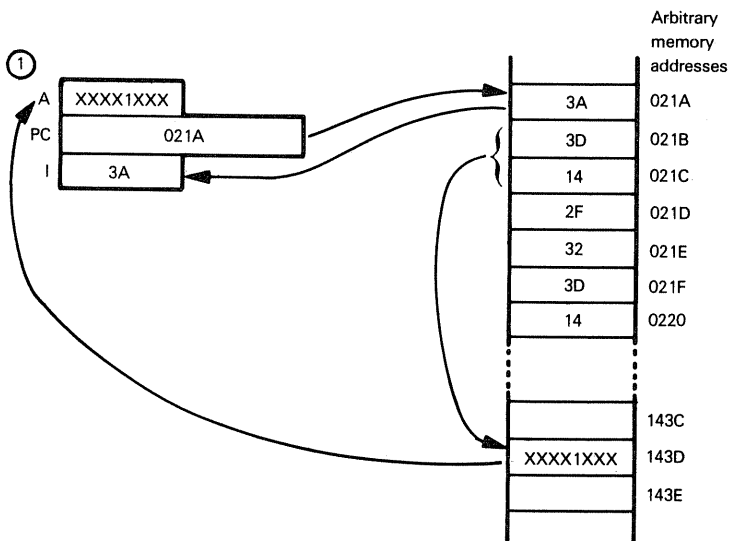 Arbitrary
memory
addresses
1
A XXXX1XXX
PC 021A
I 3A
3A 021A
3D 021B
14 021C
2F 021D
32 021E
3D 021F
14 0220
143C
XXXX1XXX 143D
143E